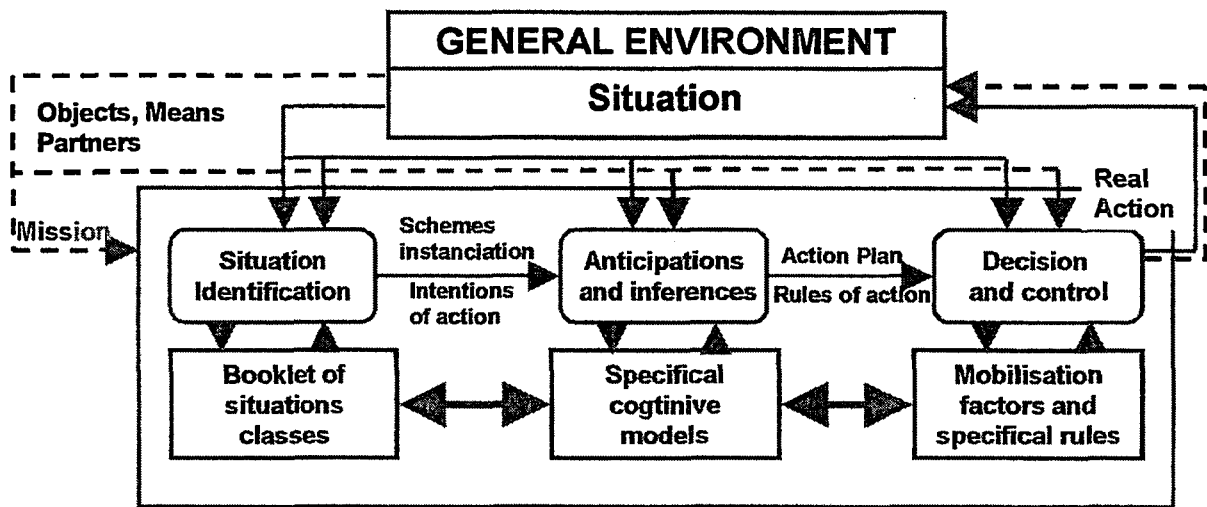 GENERAL ENVIRONMENT
Situation
Objects, Means
Partners
Mission
Real
Action
Situation
Identification
Schemes
instanciation
Intentions
of action
Anticipations
and inferences
Action Plan
Rules of action
Decision
and control
Booklet of
situations
classes
Specifical
cogtinive
models
Mobilisation
factors and
specifical rules